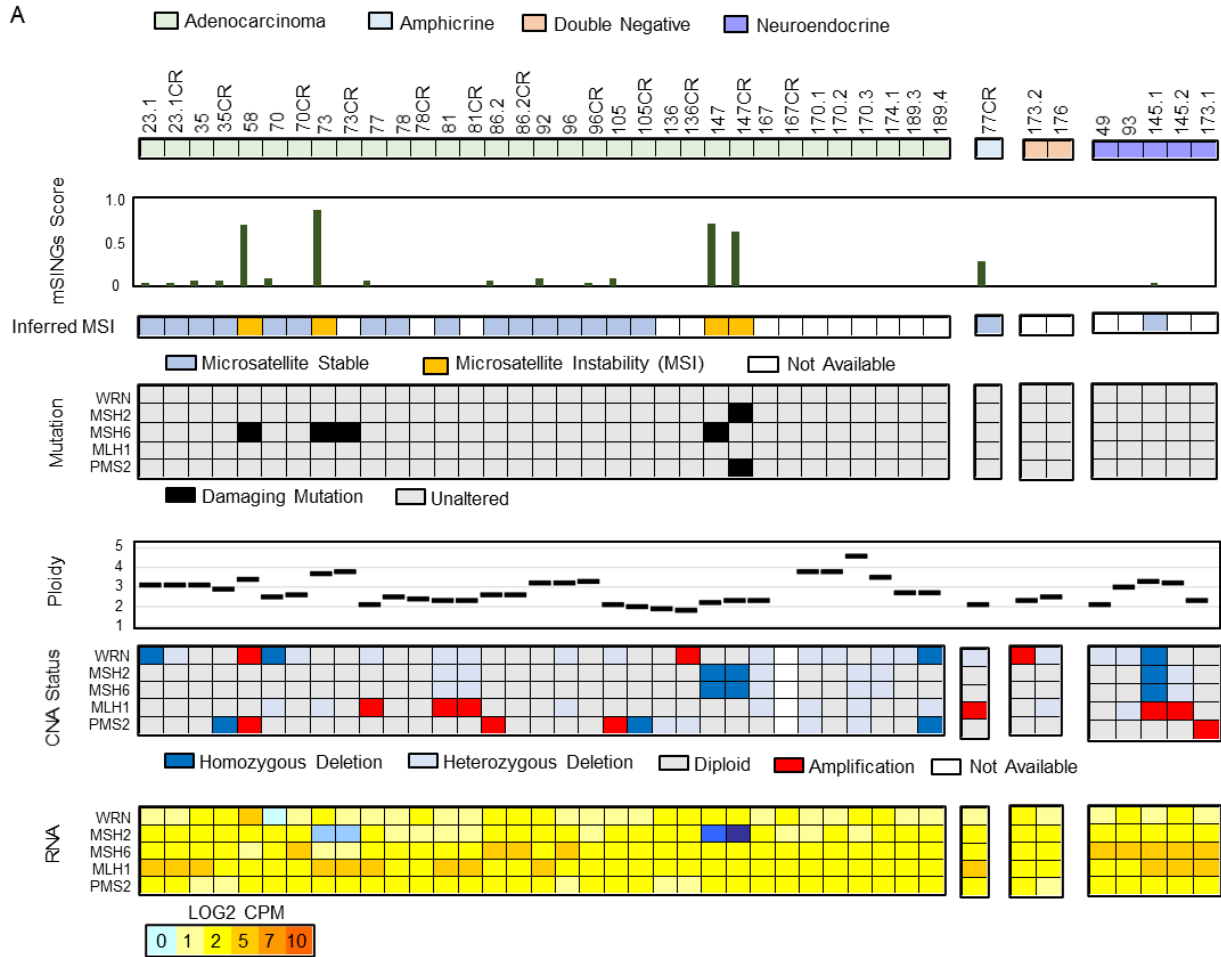 A
Adenocarcinoma Amphicrine Double Negative Neuroendocrine
23.1 23.1CR 35 35CR 58 70 70CR 73 73CR 77 78 78CR 81 81CR 86.2 86.2CR 92 96 96CR 105 105CR 136 136CR 147 147CR 167 167CR 170.1 170.2 170.3 174.1 189.3 189.4 77CR 173.2 176 49 93 145.1 145.2 173.1
mSINGs Score
1.0
0.5
0
Inferred MSI
Microsatellite Stable Microsatellite Instability (MSI) Not Available
Mutation
WRN
MSH2
MSH6
MLH1
PMS2
Damaging Mutation Unaltered
Ploidy
5
4
3
2
1
CNA Status
WRN
MSH2
MSH6
MLH1
PMS2
Homozygous Deletion Heterozygous Deletion Diploid Amplification Not Available
RNA
WRN
MSH2
MSH6
MLH1
PMS2
LOG2 CPM
0 1 2 5 7 10